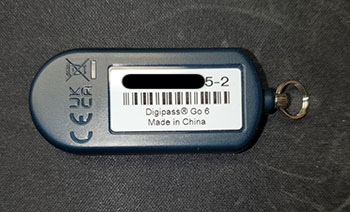 5-2
Digipass® Go 6
Made in China
UK
CA
CE